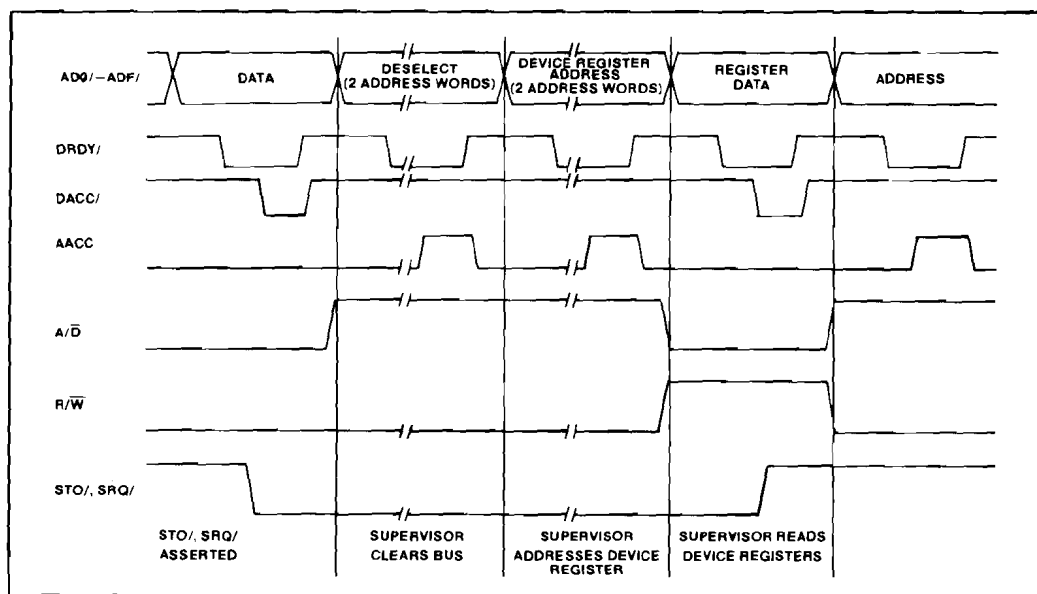 AD0/–ADF/
DATA
DESELECT
(2 ADDRESS WORDS)
DEVICE REGISTER
ADDRESS
(2 ADDRESS WORDS)
REGISTER
DATA
ADDRESS
DRDY/
DACC/
AACC
A/D̅
R/W̅
STO/, SRQ/
STO/, SRQ/
ASSERTED
SUPERVISOR
CLEARS BUS
SUPERVISOR
ADDRESSES DEVICE
REGISTER
SUPERVISOR READS
DEVICE REGISTERS